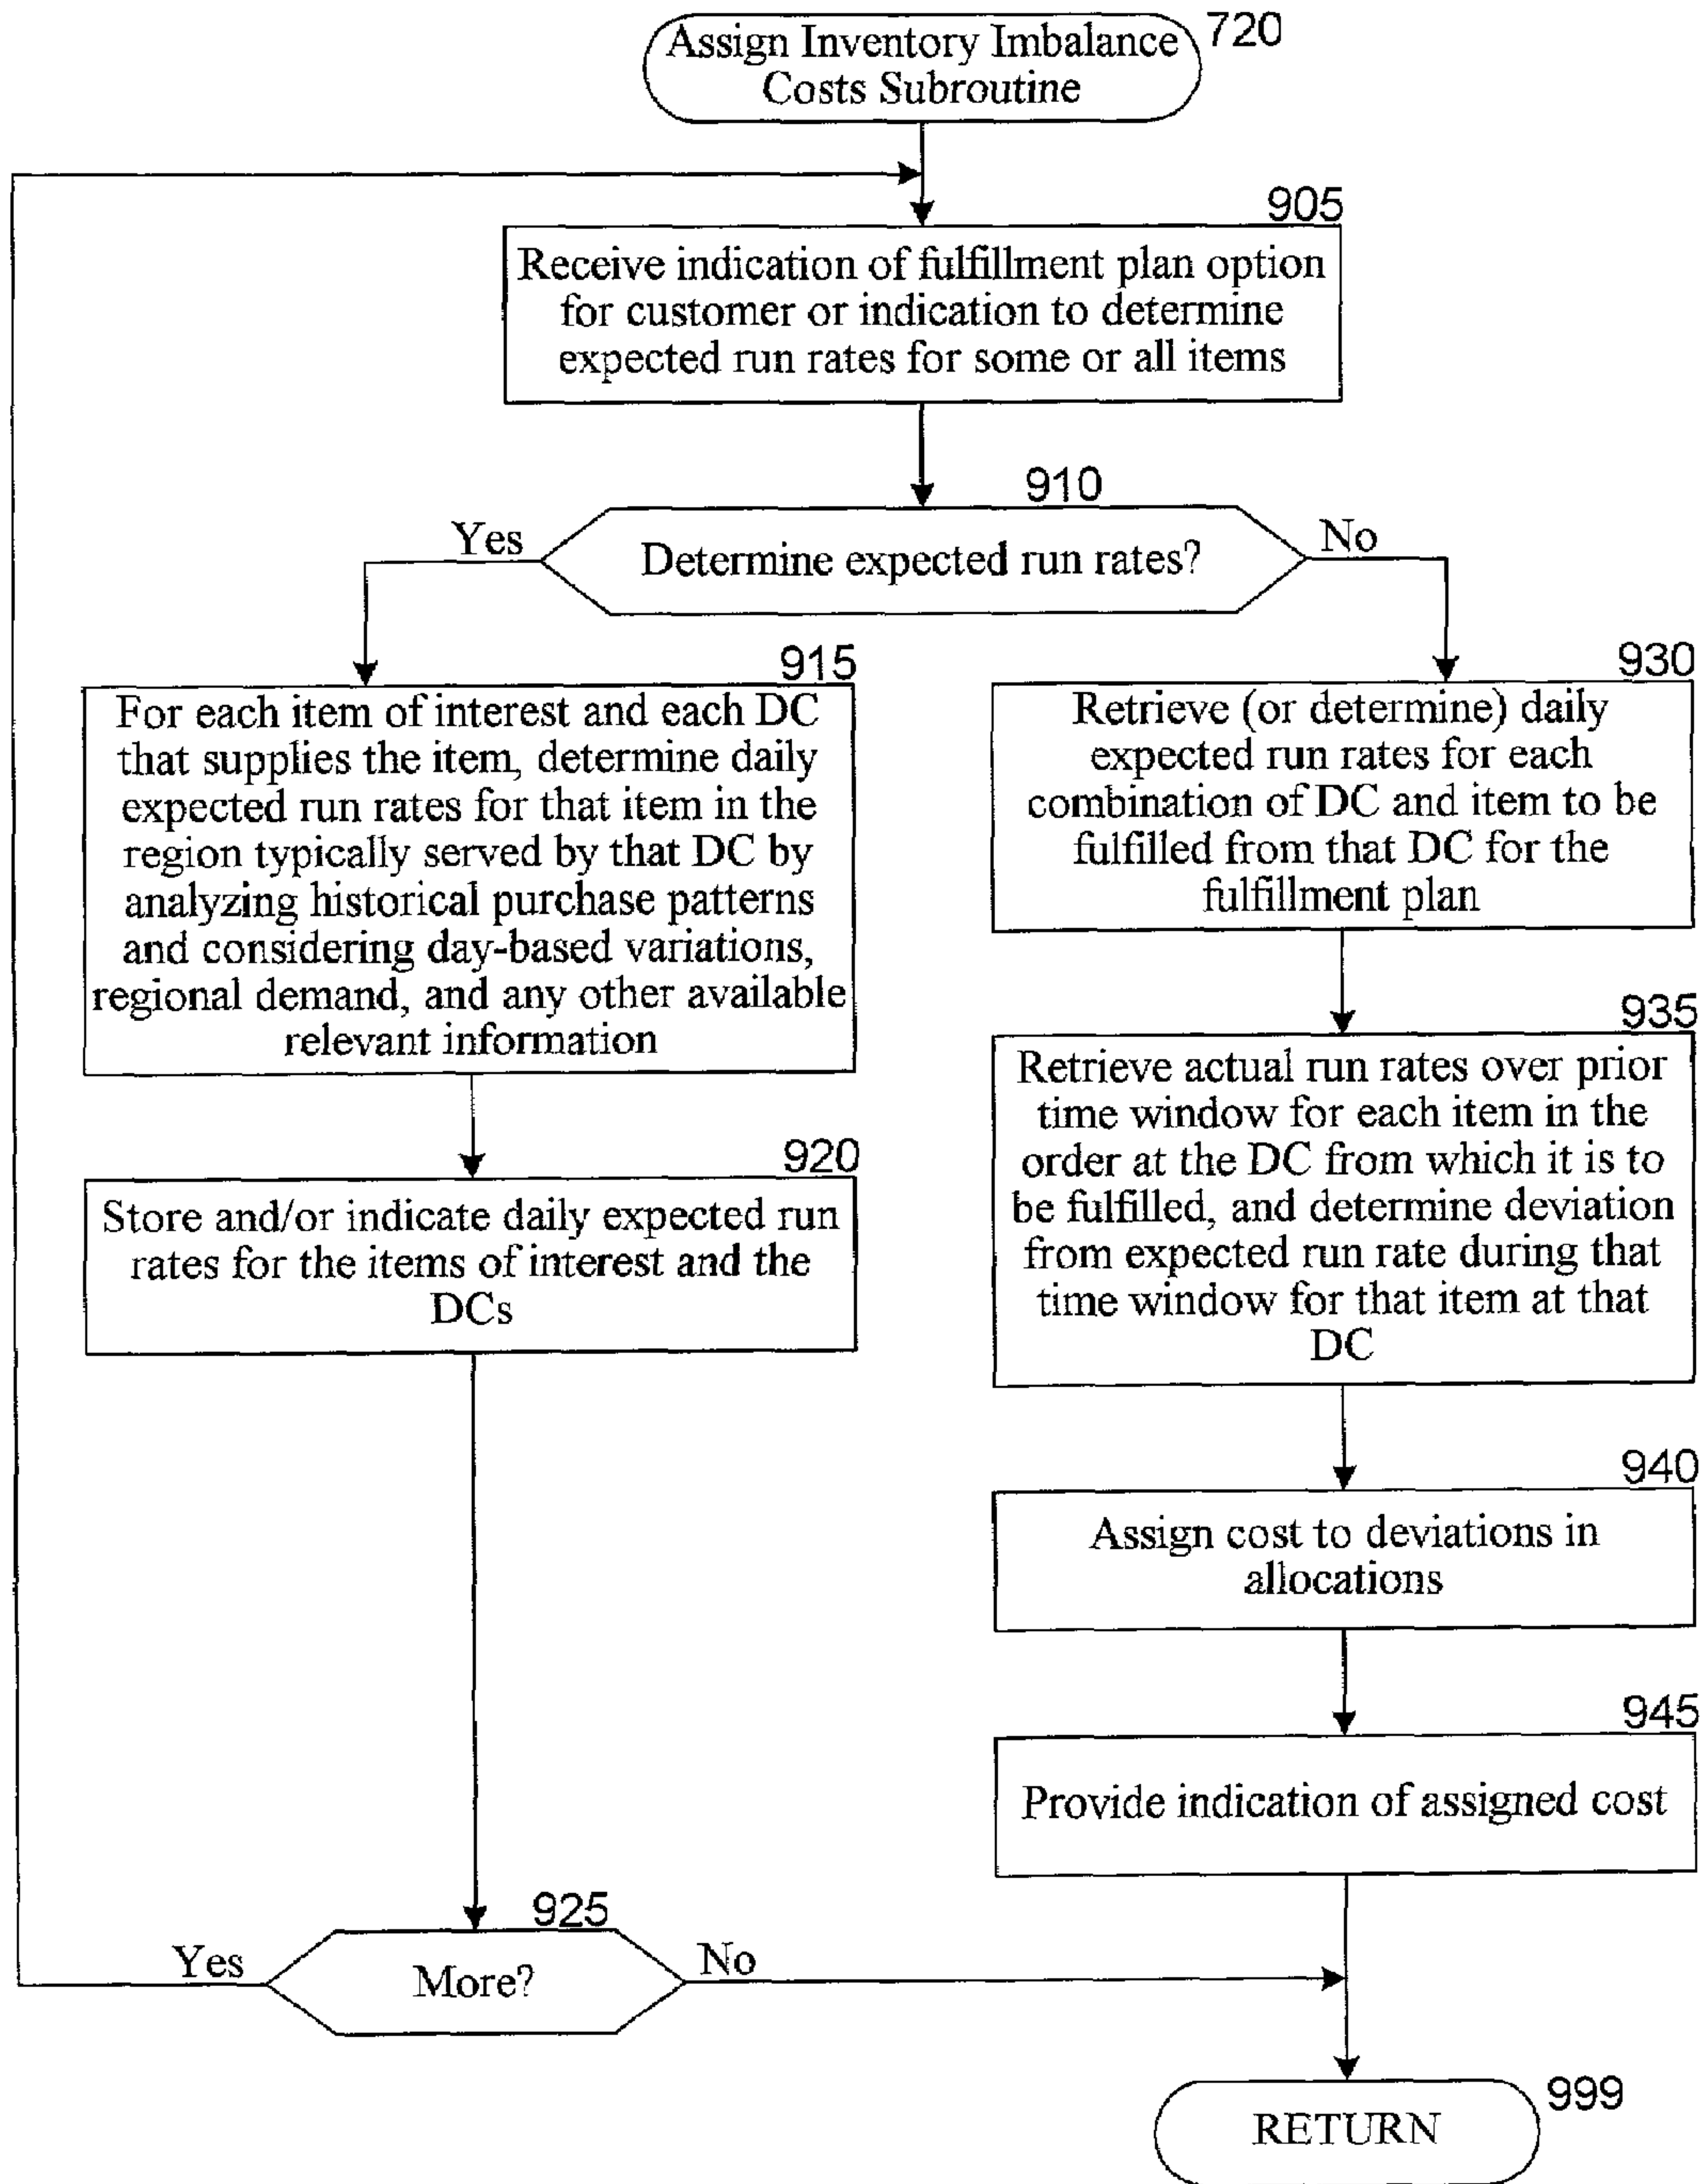 Assign Inventory Imbalance
Costs Subroutine
720
905
Receive indication of fulfillment plan option
for customer or indication to determine
expected run rates for some or all items
910
Yes
Determine expected run rates?
No
915
For each item of interest and each DC
that supplies the item, determine daily
expected run rates for that item in the
region typically served by that DC by
analyzing historical purchase patterns
and considering day-based variations,
regional demand, and any other available
relevant information
920
Store and/or indicate daily expected run
rates for the items of interest and the
DCs
930
Retrieve (or determine) daily
expected run rates for each
combination of DC and item to be
fulfilled from that DC for the
fulfillment plan
935
Retrieve actual run rates over prior
time window for each item in the
order at the DC from which it is to
be fulfilled, and determine deviation
from expected run rate during that
time window for that item at that
DC
940
Assign cost to deviations in
allocations
945
Provide indication of assigned cost
925
Yes
More?
No
RETURN
999